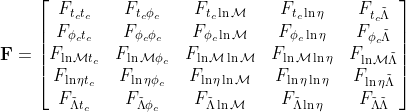 \mathbf{F} = \begin{bmatrix} F_{t_c t_c} & F_{t_c \phi_c} & F_{t_c \ln \mathcal{M}} & F_{t_c \ln \eta} & F_{t_c \tilde{\Lambda}} \\
F_{\phi_c t_c} & F_{\phi_c \phi_c} & F_{\phi_c \ln \mathcal{M}} & F_{\phi_c \ln \eta} & F_{\phi_c \tilde{\Lambda}} \\
F_{\ln \mathcal{M} t_c} & F_{\ln \mathcal{M} \phi_c} & F_{\ln \mathcal{M} \ln \mathcal{M}} & F_{\ln \mathcal{M} \ln \eta} & F_{\ln \mathcal{M} \tilde{\Lambda}} \\
F_{\ln \eta t_c} & F_{\ln \eta \phi_c} & F_{\ln \eta \ln \mathcal{M}} & F_{\ln \eta \ln \eta} & F_{\ln \eta \tilde{\Lambda}} \\
F_{\tilde{\Lambda} t_c} & F_{\tilde{\Lambda} \phi_c} & F_{\tilde{\Lambda} \ln \mathcal{M}} & F_{\tilde{\Lambda} \ln \eta} & F_{\tilde{\Lambda} \tilde{\Lambda}} \end{bmatrix}